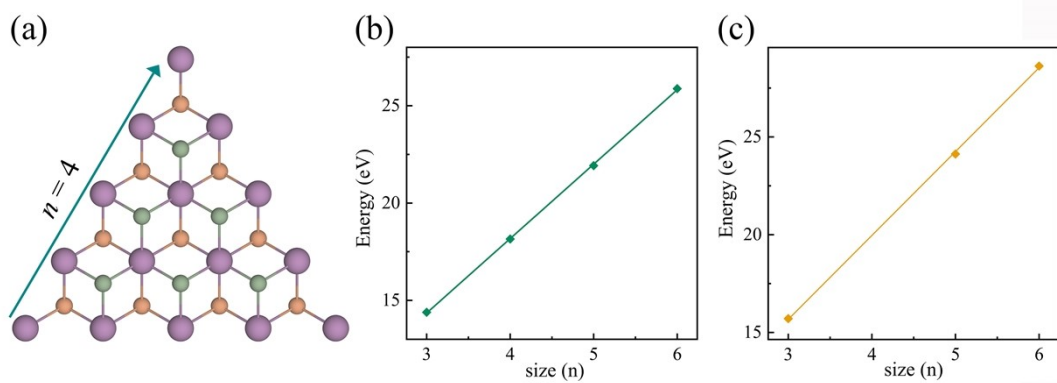 (a)
n = 4
(b)
Energy (eV)
25
20
15
3 4 5 6
size (n)
(c)
Energy (eV)
25
20
15
3 4 5 6
size (n)